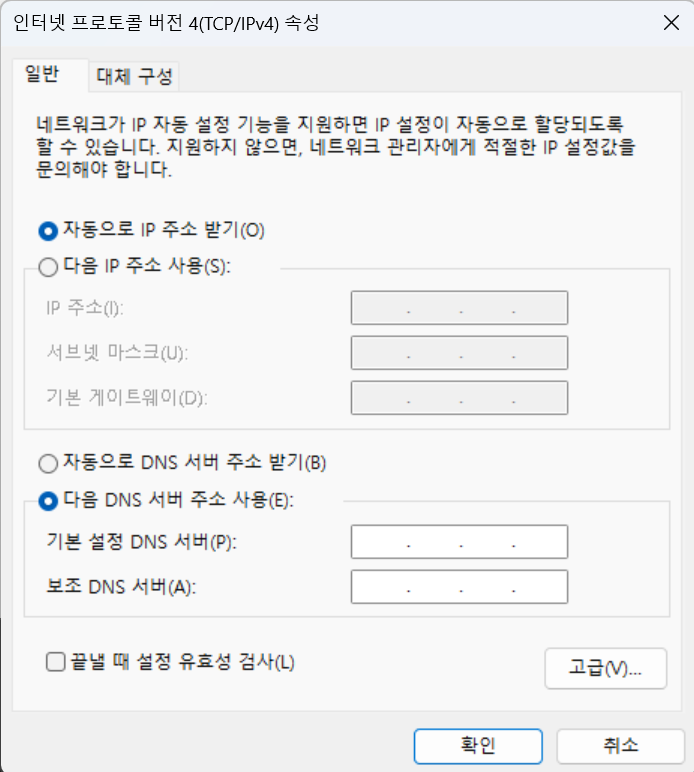 인터넷 프로토콜 버전 4(TCP/IPv4) 속성
일반
대체 구성
네트워크가 IP 자동 설정 기능을 지원하면 IP 설정이 자동으로 할당되도록
할 수 있습니다. 지원하지 않으면, 네트워크 관리자에게 적절한 IP 설정값을
문의해야 합니다.
자동으로 IP 주소 받기(O)
다음 IP 주소 사용(S):
IP 주소(I):
서브넷 마스크(U):
기본 게이트웨이(D):
자동으로 DNS 서버 주소 받기(B)
다음 DNS 서버 주소 사용(E):
기본 설정 DNS 서버(P):
보조 DNS 서버(A):
끝낼 때 설정 유효성 검사(L)
고급(V)...
확인
취소